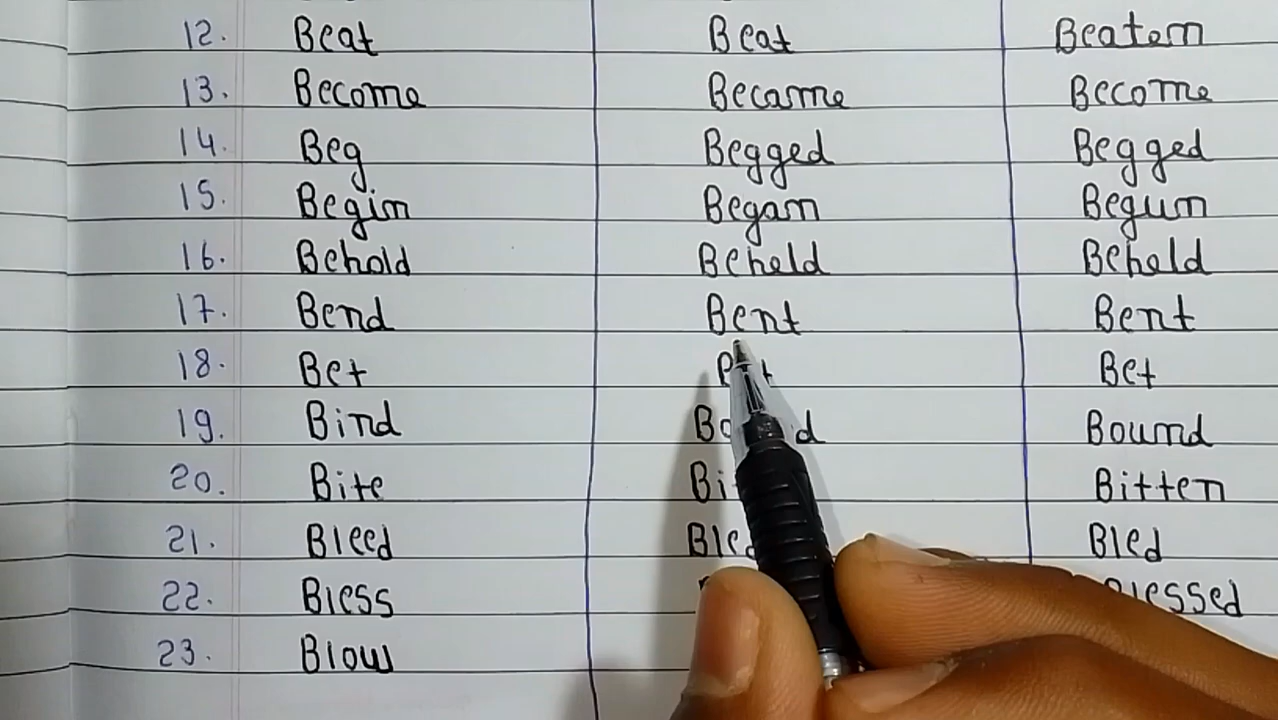 12. Beat Beat Beaten
13. Become Became Become
14. Beg Begged Begged
15. Begin Began Begun
16. Behold Beheld Beheld
17. Bend Bent Bent
18. Bet Bet
19. Bind Bound
20. Bite Bitten
21. Bleed Bled Bled
22. Bless Blessed
23. Blow